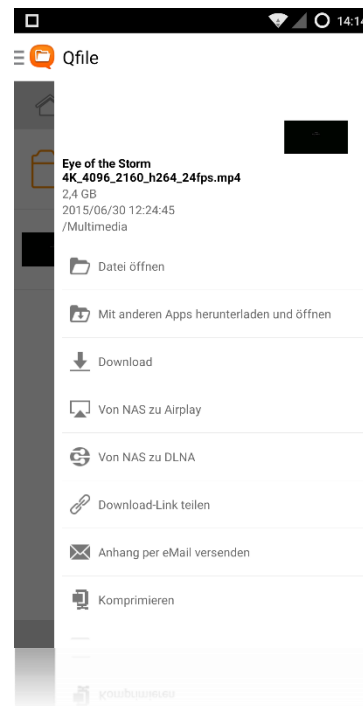 14:14
Qfile
Eye of the Storm
4K_4096_2160_h264_24fps.mp4
2,4 GB
2015/06/30 12:24:45
/Multimedia
Datei öffnen
Mit anderen Apps herunterladen und öffnen
Download
Von NAS zu Airplay
Von NAS zu DLNA
Download-Link teilen
Anhang per eMail versenden
Komprimieren